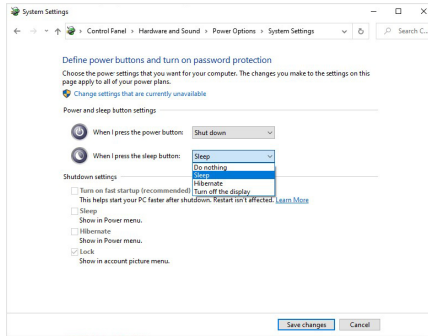 System Settings
Control Panel > Hardware and Sound > Power Options > System Settings
Search C...
Define power buttons and turn on password protection
Choose the power settings that you want for your computer. The changes you make to the settings on this
page apply to all of your power plans.
Change settings that are currently unavailable
Power and sleep button settings
When I press the power button: Shut down
When I press the sleep button: Sleep
Do nothing
Sleep
Hibernate
Turn off the display
Shutdown settings
Turn on fast startup (recommended)
This helps start your PC faster after shutdown. Restart isn't affected. Learn More
Sleep
Show in Power menu.
Hibernate
Show in Power menu.
Lock
Show in account picture menu.
Save changes Cancel